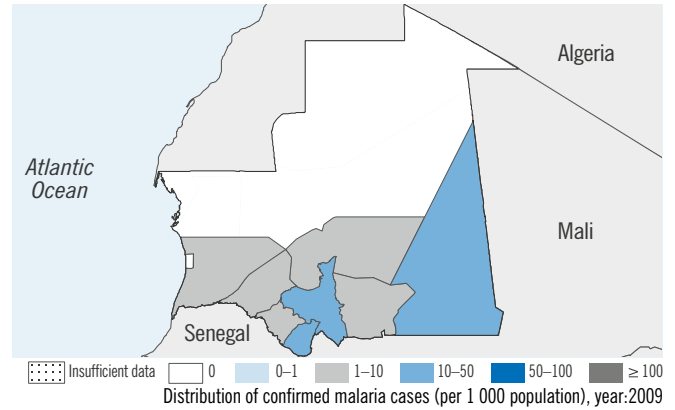 Algeria
Atlantic
Ocean
Mali
Senegal
Insufficient data 0 0–1 1–10 10–50 50–100 ≥ 100
Distribution of confirmed malaria cases (per 1 000 population), year:2009